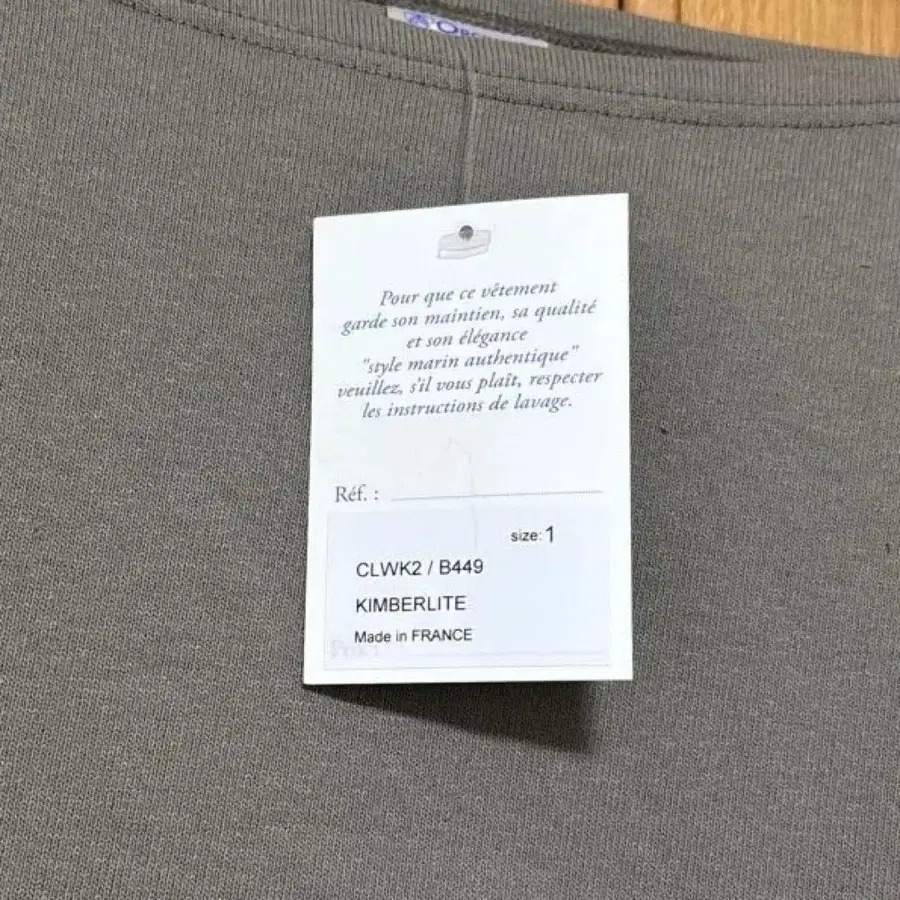 Pour que ce vêtement
garde son maintien, sa qualité
et son élégance
"style marin authentique"
veuillez, s'il vous plaît, respecter
les instructions de lavage.
Réf. :
size: 1
CLWK2 / B449
KIMBERLITE
Made in FRANCE
Prix :